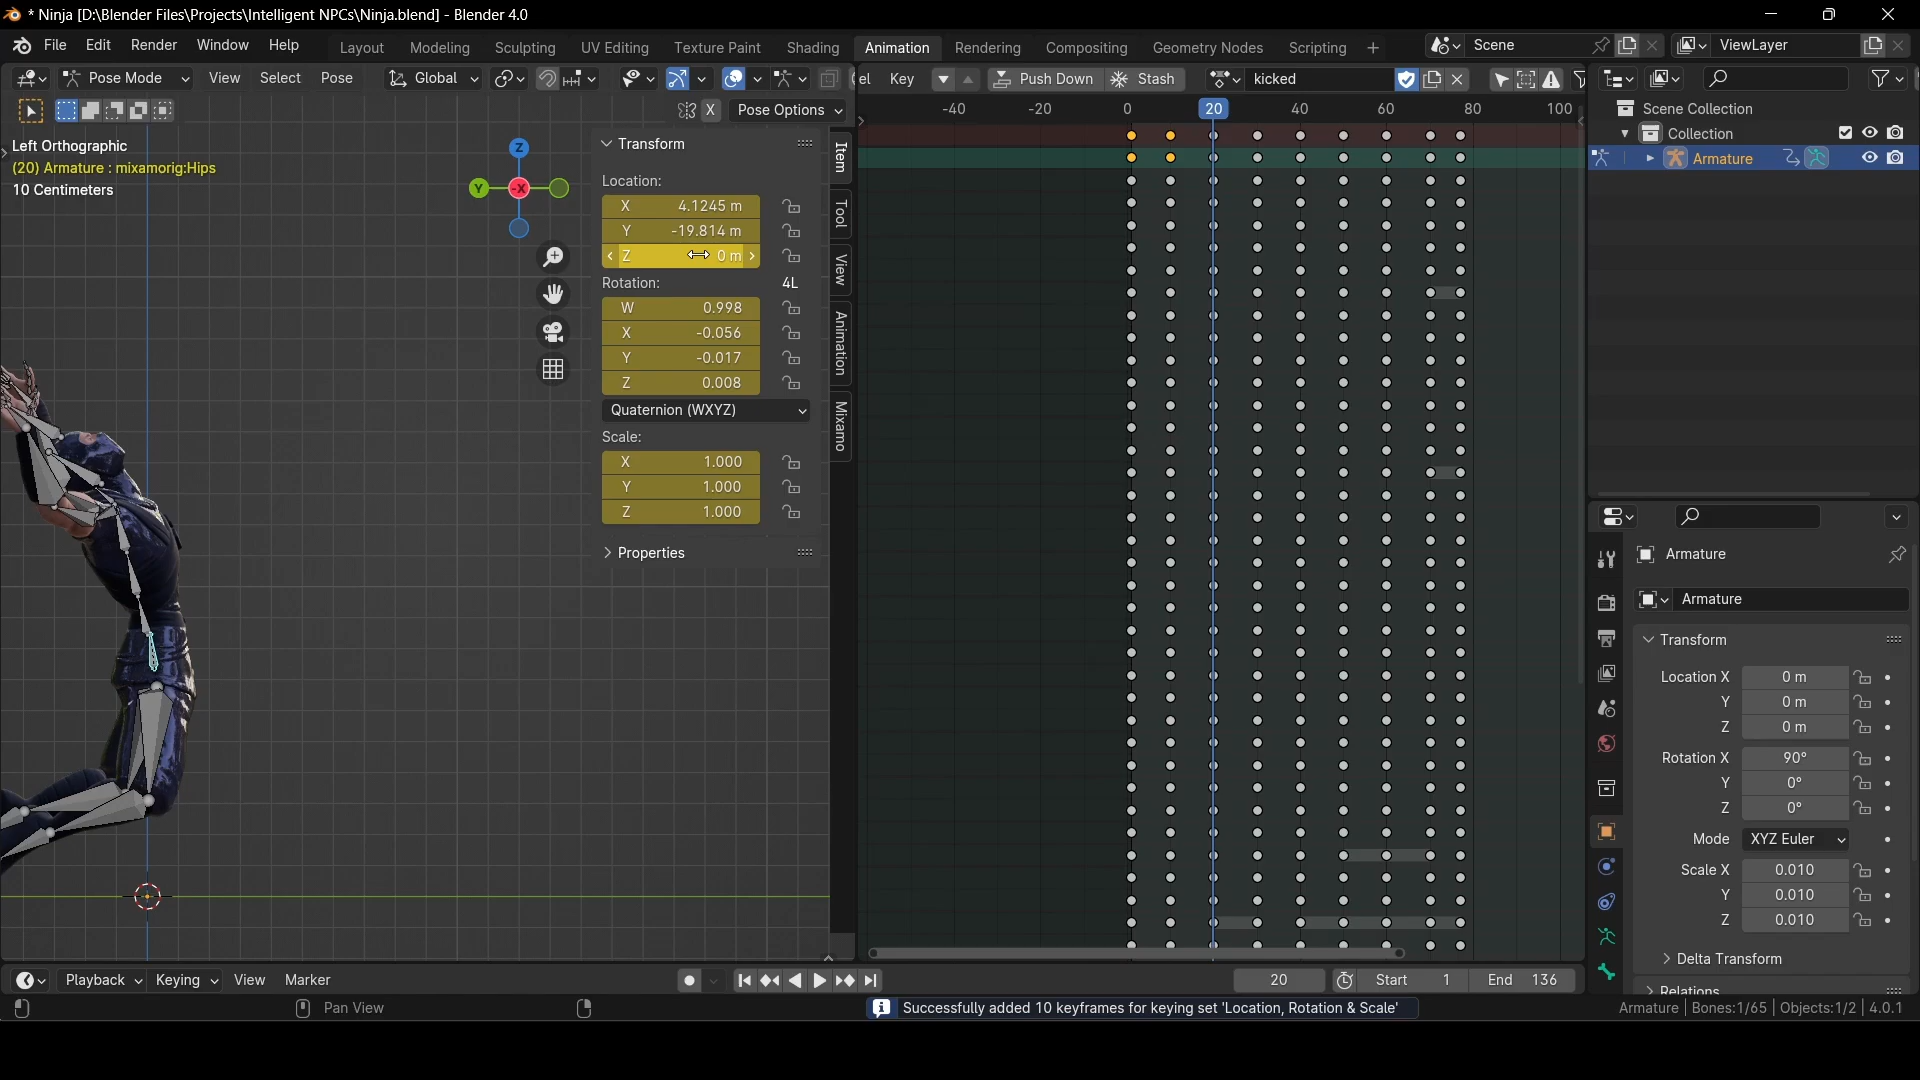 * Ninja [D:\Blender Files\Projects\Intelligent NPCs\Ninja.blend] - Blender 4.0
File Edit Render Window Help Layout Modeling Sculpting UV Editing Texture Paint Shading Animation Rendering Compositing Geometry Nodes Scripting + Scene ViewLayer
Pose Mode View Select Pose Global el Key Push Down Stash kicked
X Pose Options
-40 -20 0 20 40 60 80 100
Scene Collection
Collection
Armature
Left Orthographic
(20) Armature : mixamorig:Hips
10 Centimeters
Z
Y -X
Transform
Location:
X 4.1245 m
Y -19.814 m
Z 0 m
Rotation: 4L
W 0.998
X -0.056
Y -0.017
Z 0.008
Quaternion (WXYZ)
Scale:
X 1.000
Y 1.000
Z 1.000
Properties
Item
Tool
View
Animation
Mixamo
Armature
Armature
Transform
Location X 0 m
Y 0 m
Z 0 m
Rotation X 90°
Y 0°
Z 0°
Mode XYZ Euler
Scale X 0.010
Y 0.010
Z 0.010
Delta Transform
Relations
Playback Keying View Marker 20 Start 1 End 136
Pan View Successfully added 10 keyframes for keying set 'Location, Rotation & Scale' Armature | Bones:1/65 | Objects:1/2 | 4.0.1